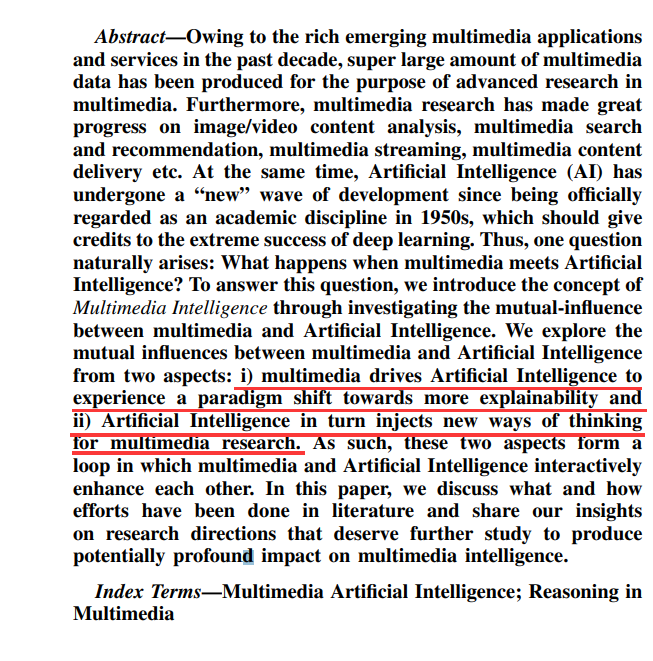 Abstract—Owing to the rich emerging multimedia applications
and services in the past decade, super large amount of multimedia
data has been produced for the purpose of advanced research in
multimedia. Furthermore, multimedia research has made great
progress on image/video content analysis, multimedia search
and recommendation, multimedia streaming, multimedia content
delivery etc. At the same time, Artificial Intelligence (AI) has
undergone a “new” wave of development since being officially
regarded as an academic discipline in 1950s, which should give
credits to the extreme success of deep learning. Thus, one question
naturally arises: What happens when multimedia meets Artificial
Intelligence? To answer this question, we introduce the concept of
Multimedia Intelligence through investigating the mutual-influence
between multimedia and Artificial Intelligence. We explore the
mutual influences between multimedia and Artificial Intelligence
from two aspects: i) multimedia drives Artificial Intelligence to
experience a paradigm shift towards more explainability and
ii) Artificial Intelligence in turn injects new ways of thinking
for multimedia research. As such, these two aspects form a
loop in which multimedia and Artificial Intelligence interactively
enhance each other. In this paper, we discuss what and how
efforts have been done in literature and share our insights
on research directions that deserve further study to produce
potentially profound impact on multimedia intelligence.
Index Terms—Multimedia Artificial Intelligence; Reasoning in
Multimedia